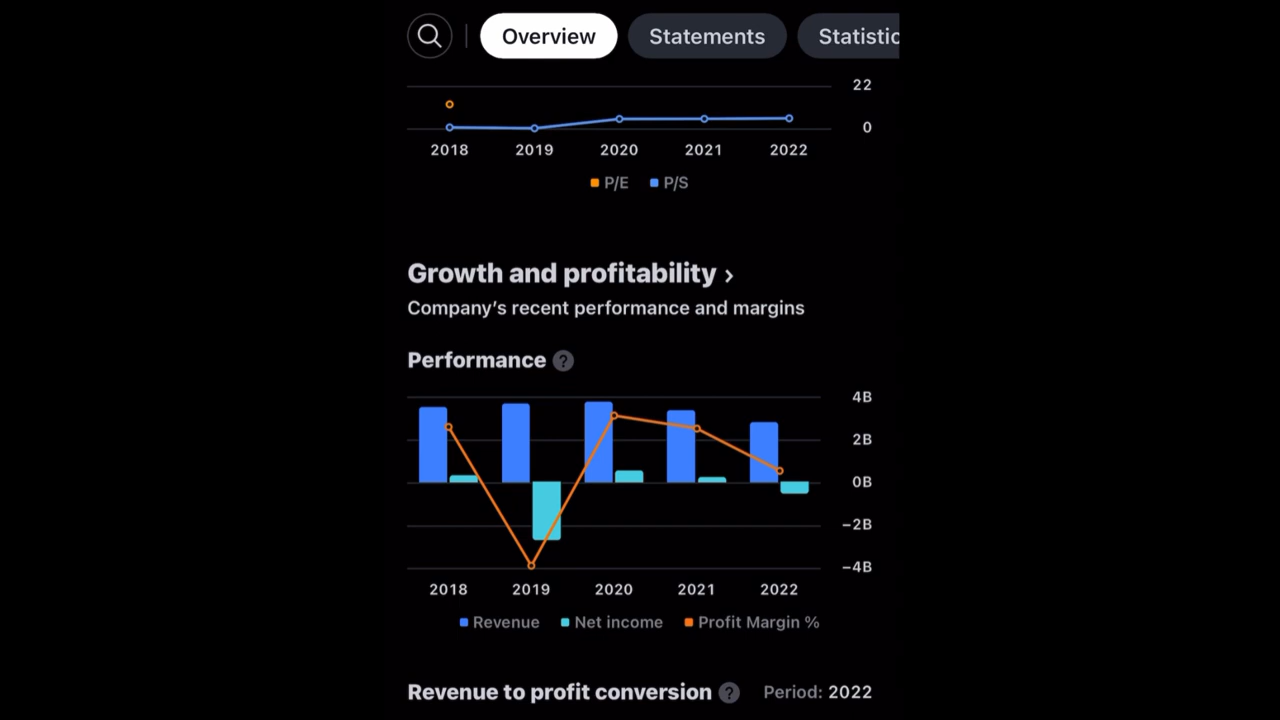 Overview Statements Statistic
22
0
2018 2019 2020 2021 2022
P/E P/S
Growth and profitability ›
Company’s recent performance and margins
Performance ?
4B
2B
0B
−2B
−4B
2018 2019 2020 2021 2022
Revenue Net income Profit Margin %
Revenue to profit conversion ? Period: 2022